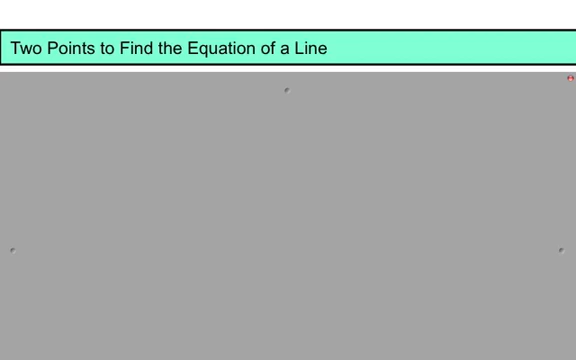 Two Points to Find the Equation of a Line